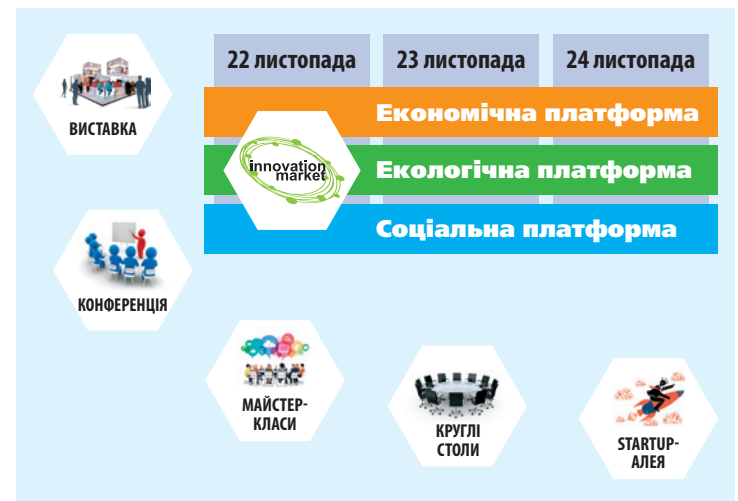 22 листопада
23 листопада
24 листопада
ВИСТАВКА
Економічна платформа
innovation
market
Екологічна платформа
Соціальна платформа
КОНФЕРЕНЦІЯ
МАЙСТЕР-
КЛАСИ
КРУГЛІ
СТОЛИ
STARTUP-
АЛЕЯ